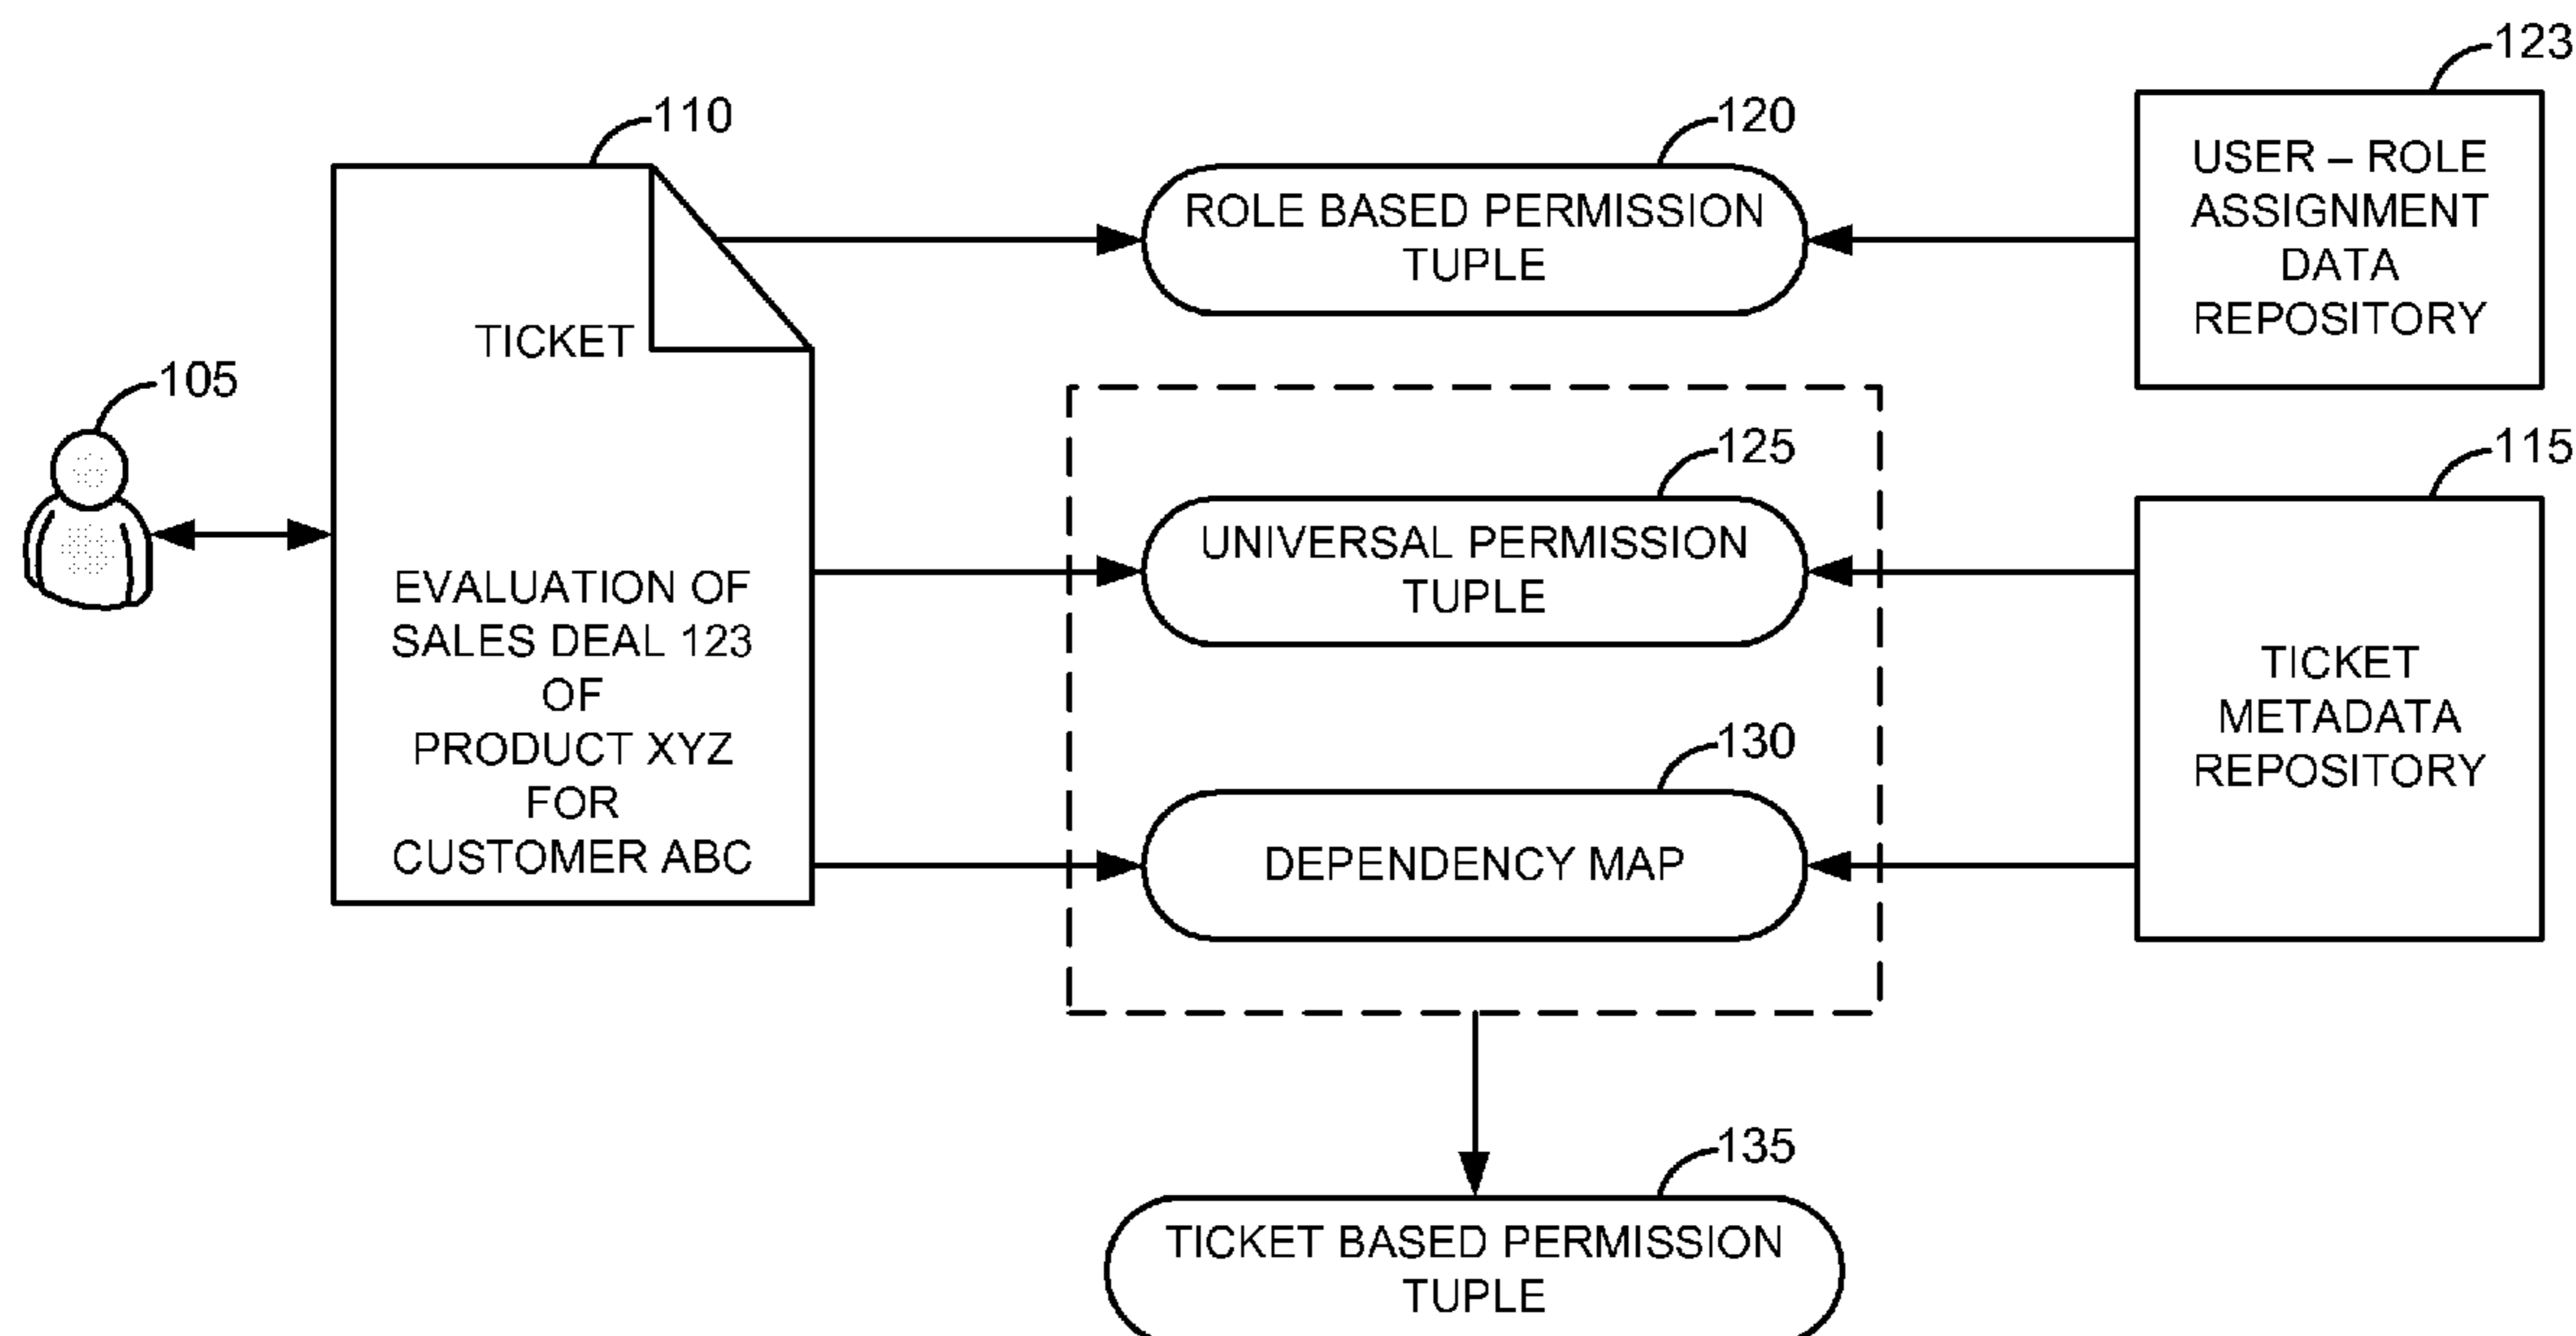 123
110
120
USER – ROLE
ASSIGNMENT
DATA
REPOSITORY
ROLE BASED PERMISSION
TUPLE
TICKET
105
125
115
UNIVERSAL PERMISSION
TUPLE
EVALUATION OF
SALES DEAL 123
OF
PRODUCT XYZ
FOR
CUSTOMER ABC
TICKET
METADATA
REPOSITORY
130
DEPENDENCY MAP
135
TICKET BASED PERMISSION
TUPLE